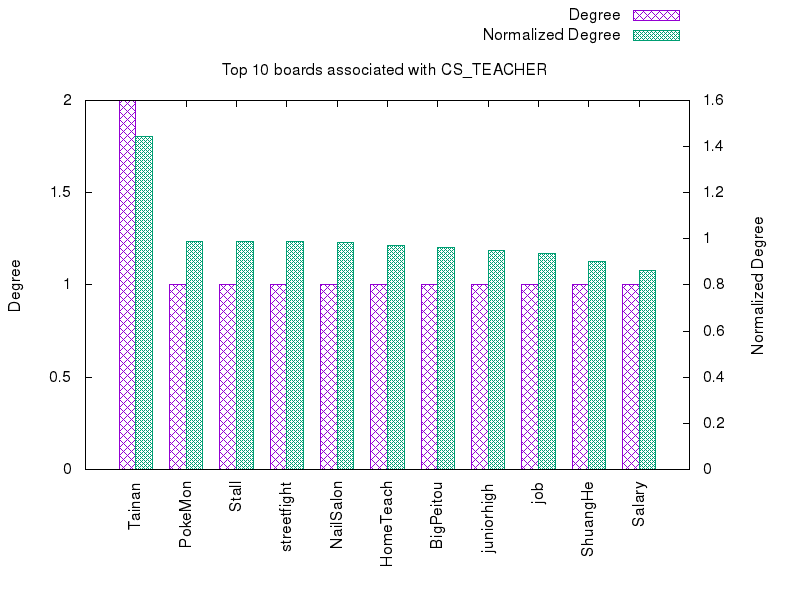 Degree
Normalized Degree
Top 10 boards associated with CS_TEACHER
2
1.5
1
0.5
0
1.6
1.4
1.2
1
0.8
0.6
0.4
0.2
0
Degree
Normalized Degree
Tainan
PokeMon
Stall
streetfight
NailSalon
HomeTeach
BigPeitou
juniorhigh
job
ShuangHe
Salary